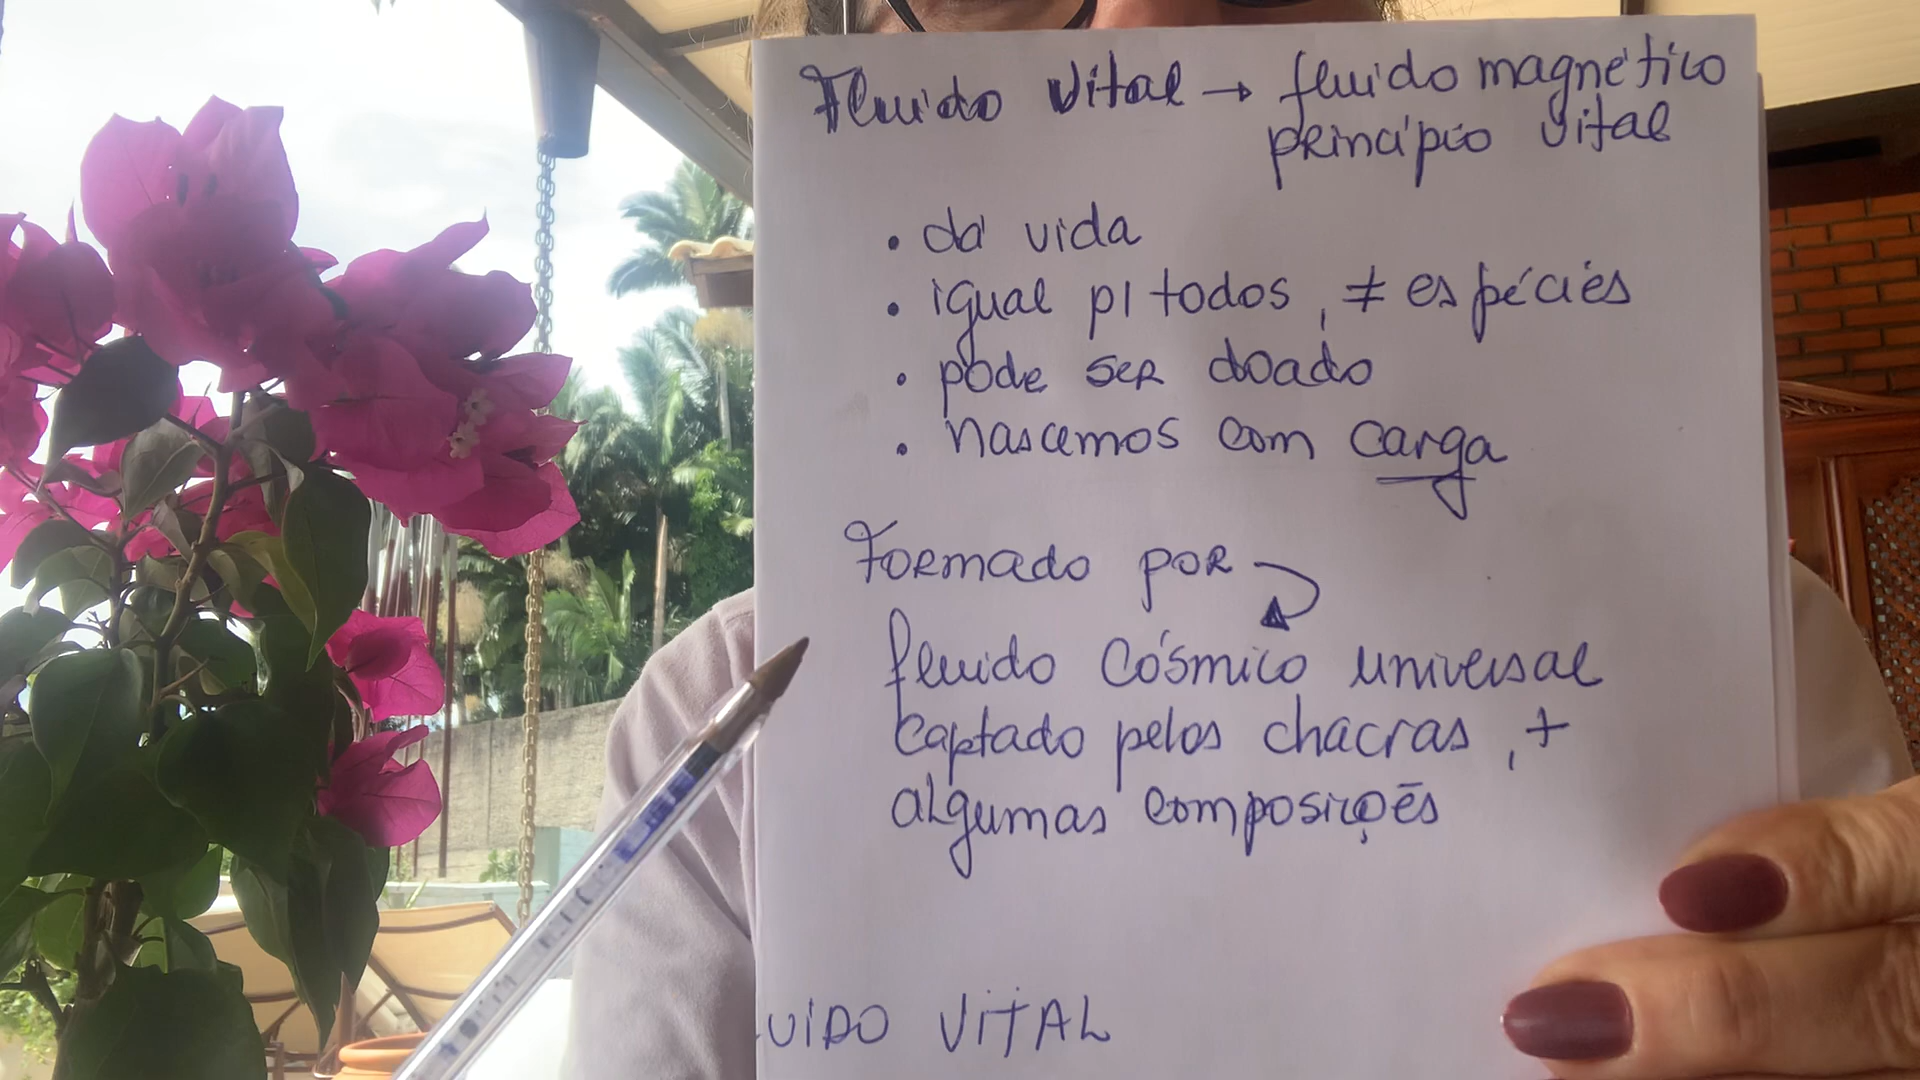 Fluido Vital → fluido magnético
princípio vital
• dá vida
• igual p/ todos, ≠ espécies
• pode ser doado
• nascemos com carga
Formado por
fluido cósmico universal
captado pelos chacras, +
algumas composições
UIDO VITAL